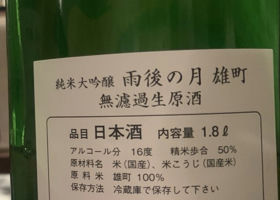 純米大吟醸 雨後の月 雄町
無濾過生原酒
品目 日本酒 内容量 1.8ℓ
アルコール分 16度 精米歩合 50%
原材料名 米(国産)、米こうじ(国産米)
原料米 雄町 100%
保存方法 冷蔵庫で保存して下さい